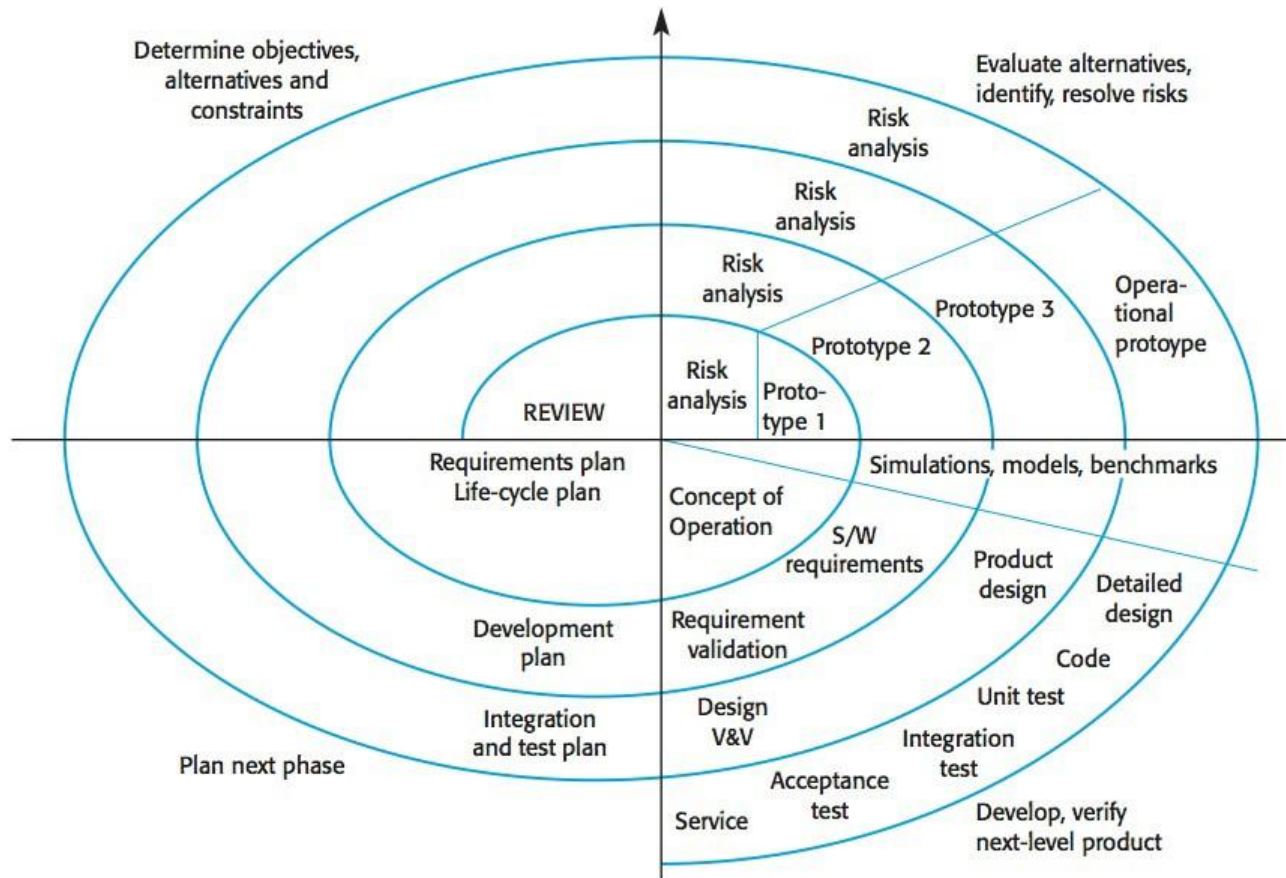 Determine objectives,
alternatives and
constraints
Evaluate alternatives,
identify, resolve risks
Risk
analysis
Risk
analysis
Risk
analysis
Risk
analysis
Proto-
type 1
Prototype 2
Prototype 3
Opera-
tional
protoype
REVIEW
Requirements plan
Life-cycle plan
Development
plan
Integration
and test plan
Plan next phase
Simulations, models, benchmarks
Concept of
Operation
S/W
requirements
Requirement
validation
Product
design
Design
V&V
Detailed
design
Code
Unit test
Integration
test
Acceptance
test
Service
Develop, verify
next-level product